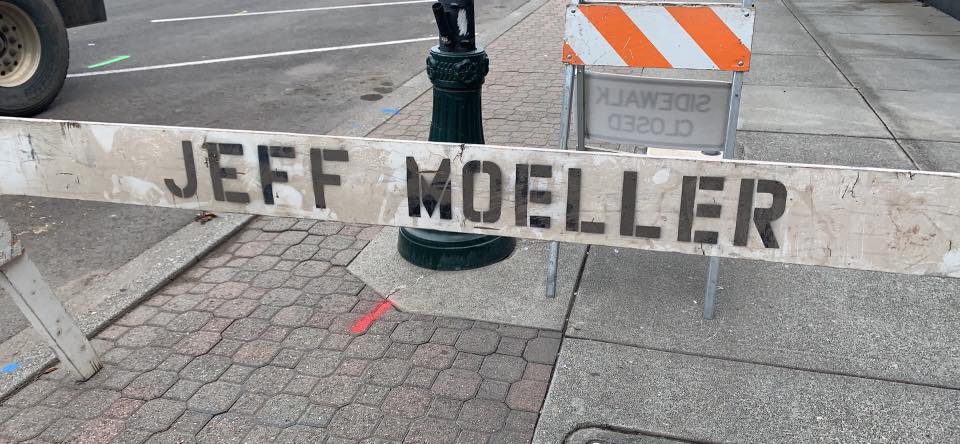 SIDEWALK
CLOSED
JEFF MOELLER